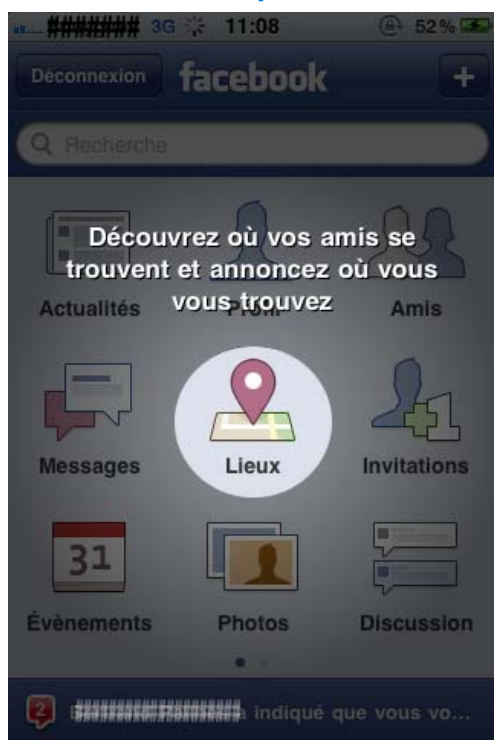 3G 11:08 52 %
Déconnexion facebook +
Recherche
Découvrez où vos amis se
trouvent et annoncez où vous
vous trouvez
Actualités Profil Amis
Messages Lieux Invitations
31
Évènements Photos Discussion
2 a indiqué que vous vo...